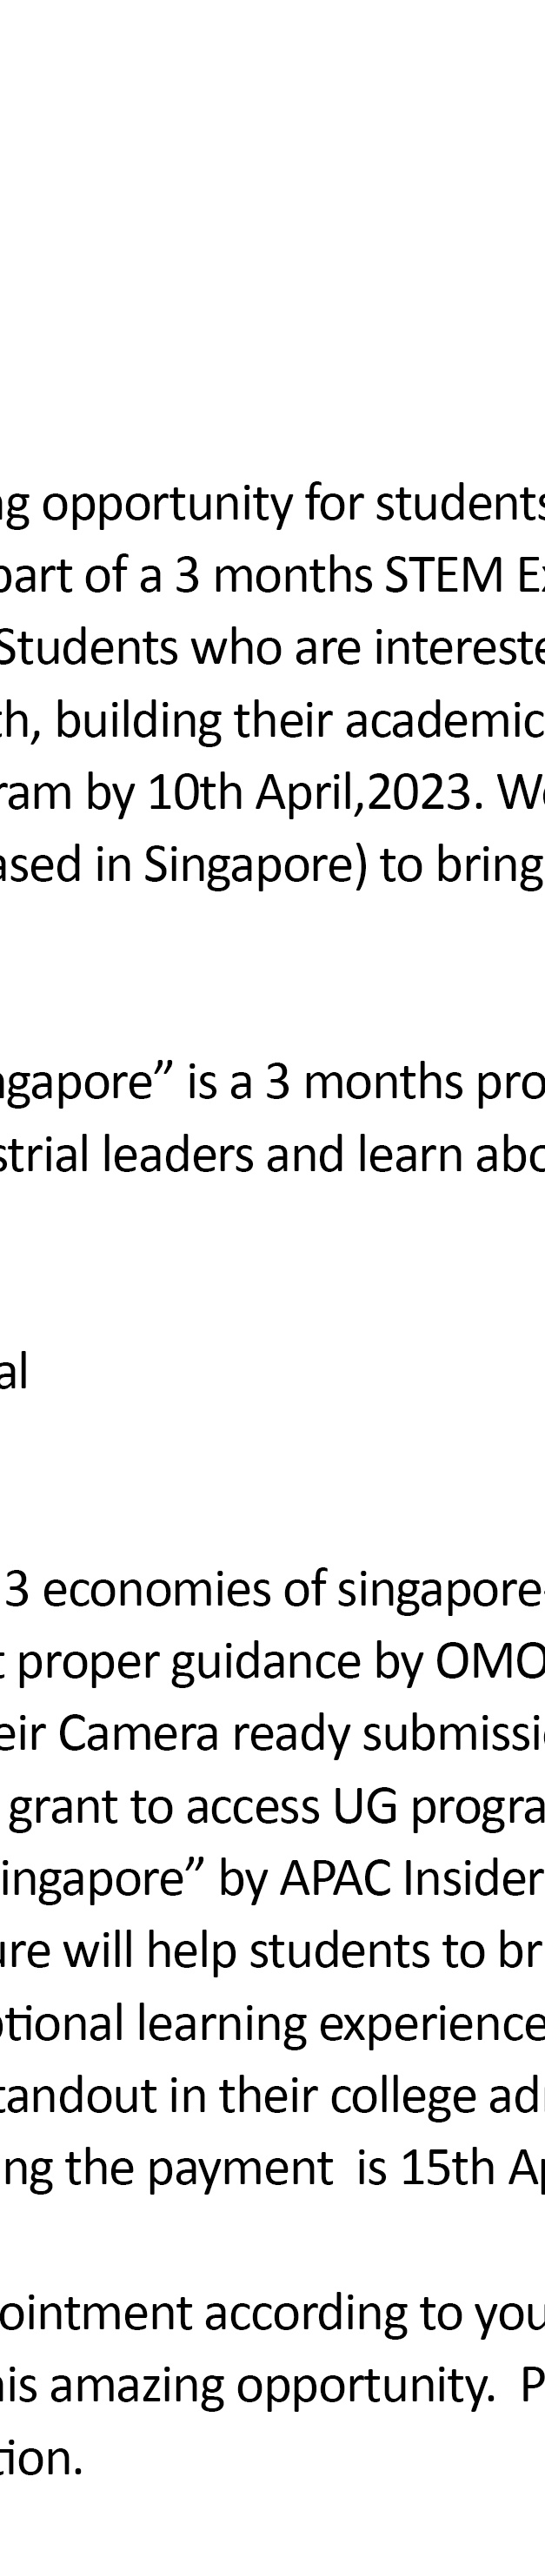 ng opportunity for students
part of a 3 months STEM Ex
Students who are intereste
th, building their academic
ram by 10th April,2023. We
ased in Singapore) to bring
ngapore” is a 3 months pro
strial leaders and learn abo
al
3 economies of singapore
t proper guidance by OMO
eir Camera ready submissi
grant to access UG progra
ingapore” by APAC Insider
ure will help students to br
ptional learning experience
tandout in their college adm
ng the payment  is 15th Ap
ointment according to you
his amazing opportunity.  P
tion.